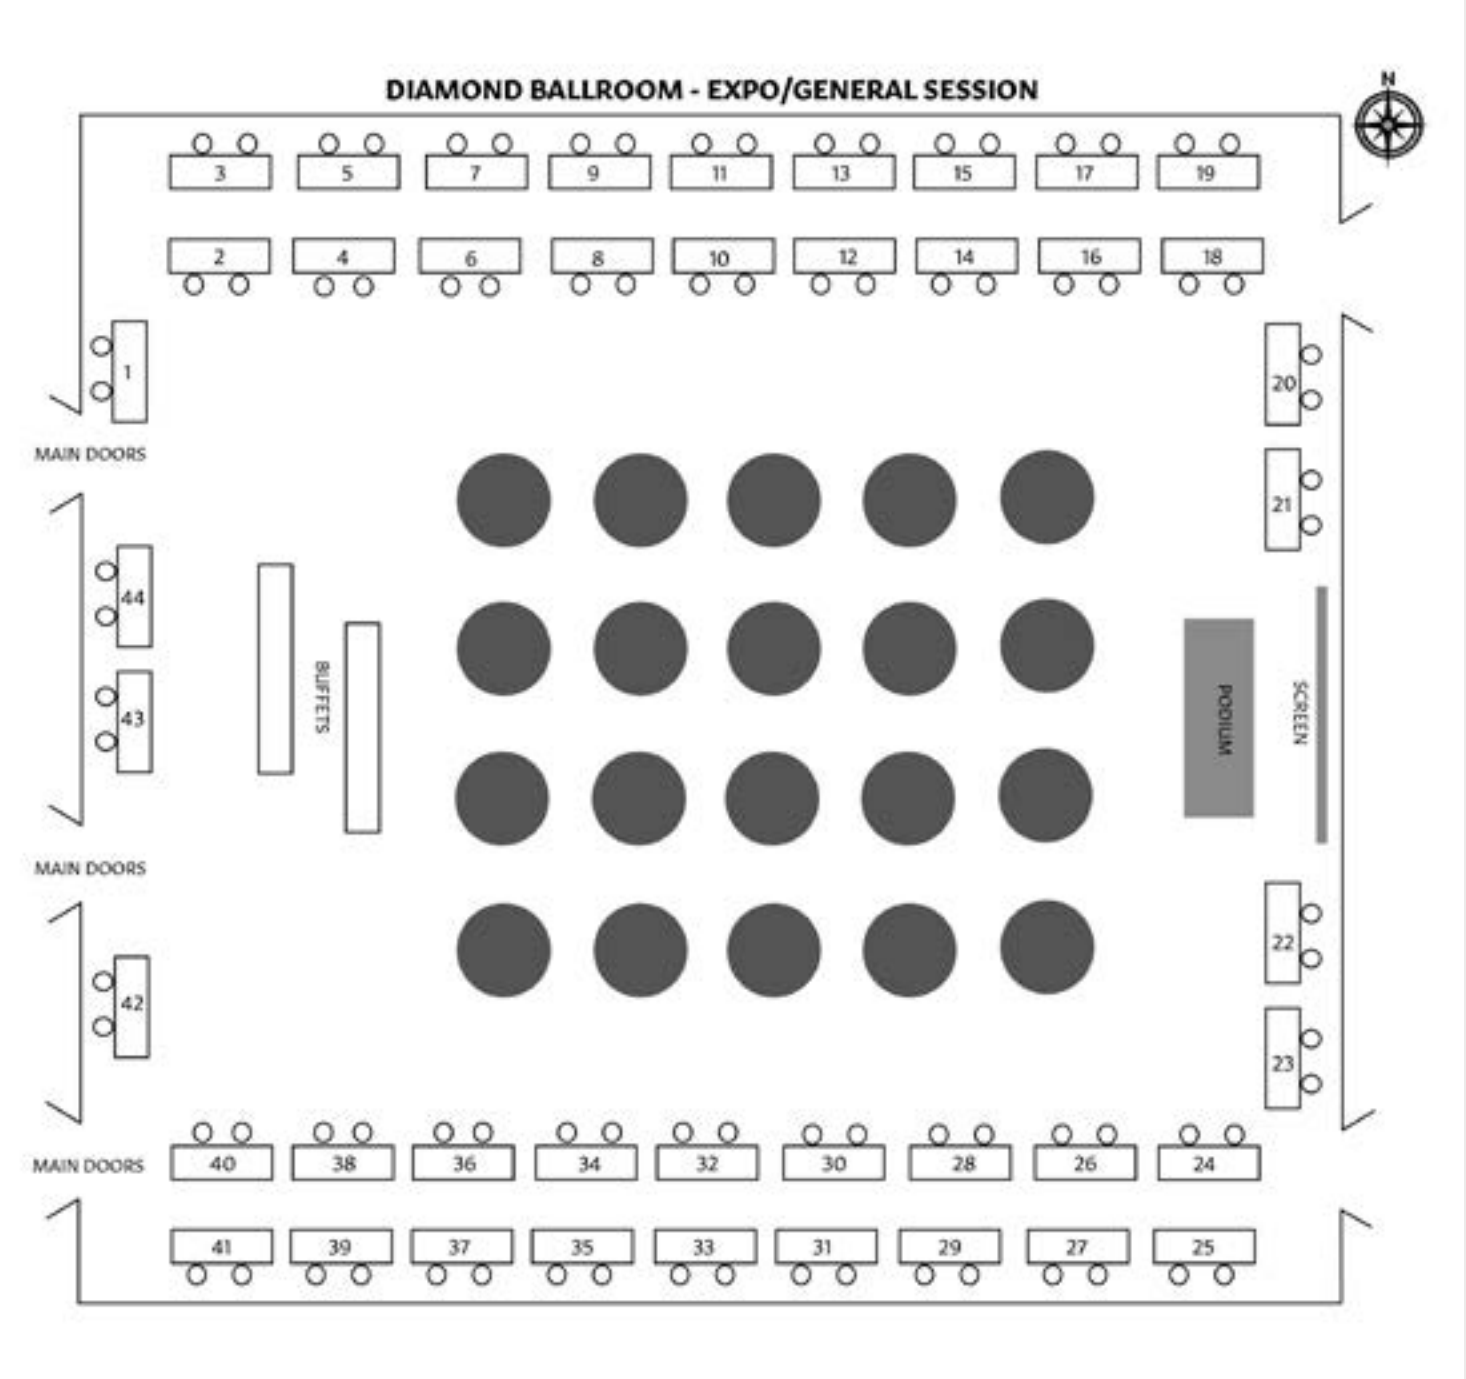 DIAMOND BALLROOM - EXPO/GENERAL SESSION
N
3 5 7 9 11 13 15 17 19
2 4 6 8 10 12 14 16 18
1
20
MAIN DOORS
21
44
BUFFETS
PODIUM
SCREEN
43
MAIN DOORS
22
42
23
MAIN DOORS
40 38 36 34 32 30 28 26 24
41 39 37 35 33 31 29 27 25